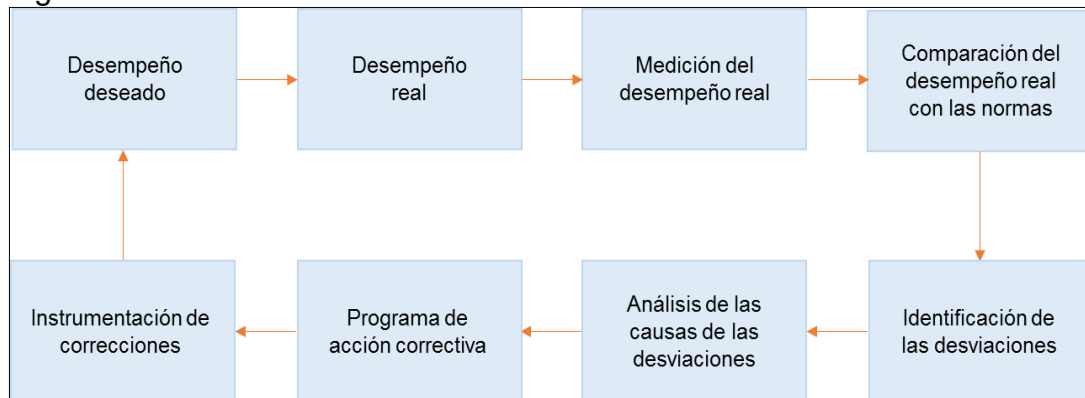 Desempeño
deseado
Desempeño
real
Medición del
desempeño real
Comparación del
desempeño real
con las normas
Identificación de
las desviaciones
Análisis de las
causas de las
desviaciones
Programa de
acción correctiva
Instrumentación de
correcciones